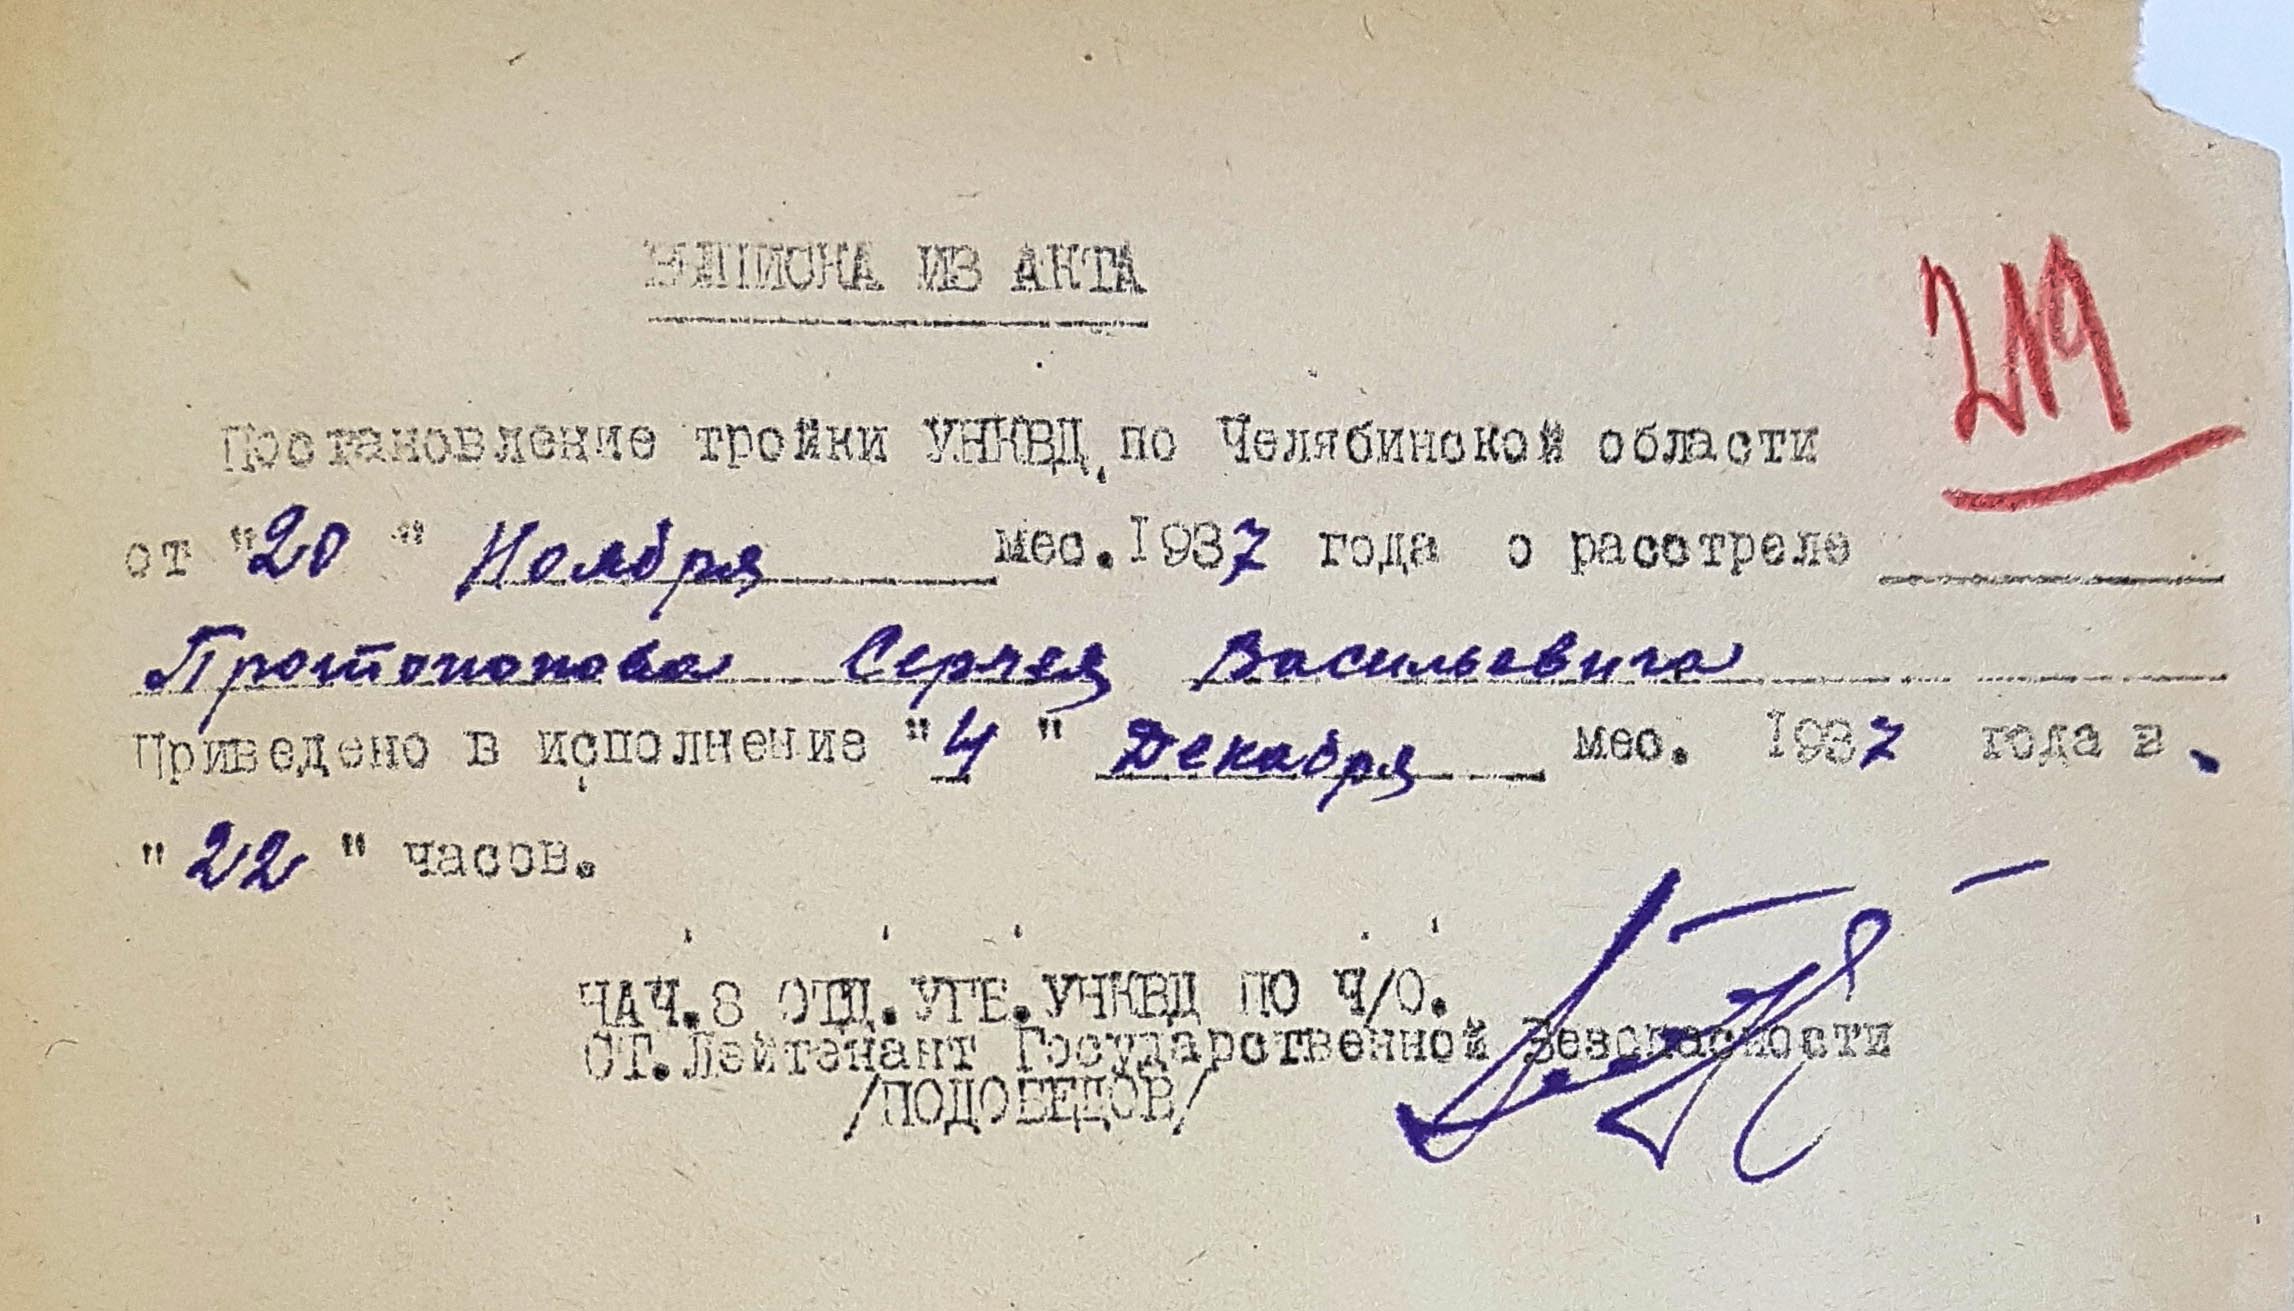 ВЫПИСКА ИЗ АКТА
219
Постановление тройки УНКВД по Челябинской области
от "20" Ноября мес. 1937 года о расстреле
Протопопова Сергея Васильевича
Приведено в исполнение "4" Декабря мес. 1937 года в
"22" часов.
НАЧ.8 ОТД.УГБ.УНКВД ПО Ч/О.
СТ.Лейтенант Государственной Безопасности
/ПОДОБЕДОВ/